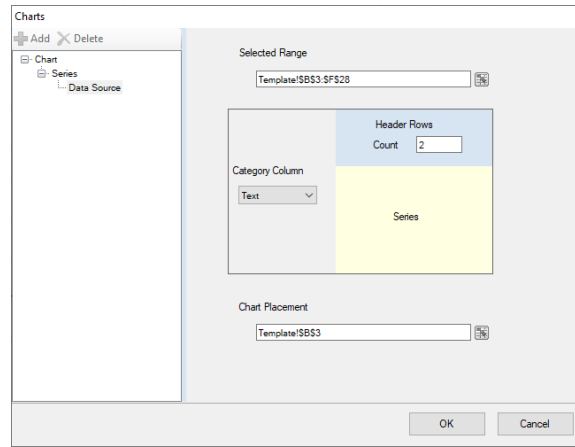 Charts
Add Delete
Chart
Series
Data Source
Selected Range
Template!$B$3:$F$28
Header Rows
Count 2
Category Column
Text
Series
Chart Placement
Template!$B$3
OK Cancel